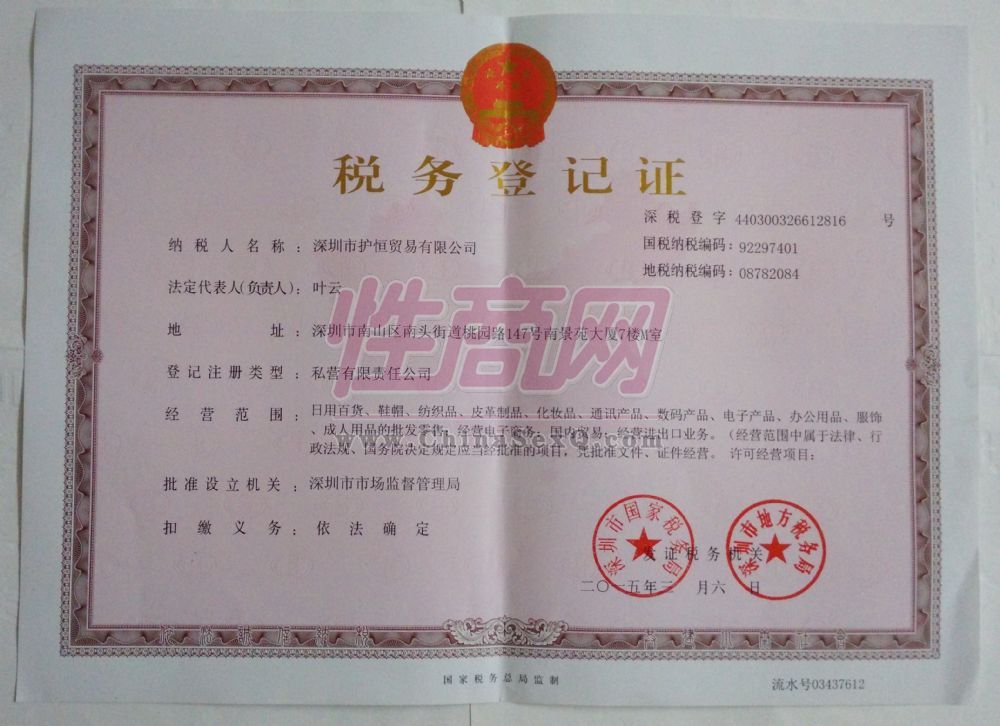 税务登记证
深税登字 440300326612816 号
国税纳税编码：92297401
地税纳税编码：08782084
纳税人名称：深圳市护恒贸易有限公司
法定代表人(负责人)：叶云
地 址：深圳市南山区南头街道桃园路147号南景苑大厦7楼M室
登记注册类型：私营有限责任公司
经营范围：日用百货、鞋帽、纺织品、皮革制品、化妆品、通讯产品、数码产品、电子产品、办公用品、服饰
、成人用品的批发零售；经营电子商务；国内贸易、经营进出口业务。（经营范围中属于法律、行
政法规、国务院决定规定应当经批准的项目，凭批准文件、证件经营。 许可经营项目：
批准设立机关：深圳市市场监督管理局
扣缴义务：依法确定
性商网
www.ChinaSexQ.com
深圳市国家税务局
深圳市地方税务局
发证税务机关
二〇一五年三 月六 日
国家税务总局监制
流水号03437612